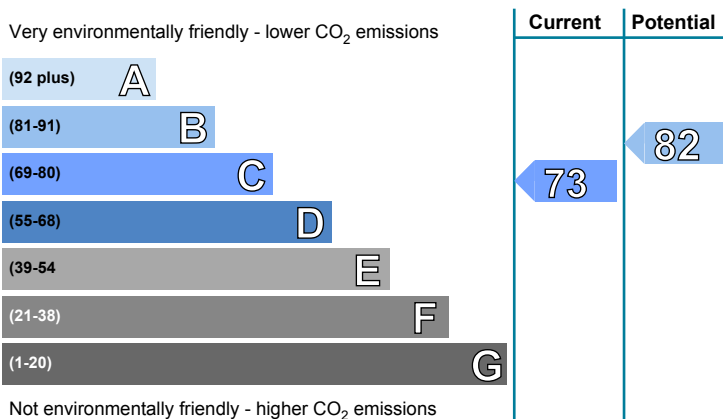 Current Potential
Very environmentally friendly - lower CO2 emissions
(92 plus) A
(81-91) B
82
(69-80) C
73
(55-68) D
(39-54 E
(21-38) F
(1-20) G
Not environmentally friendly - higher CO2 emissions